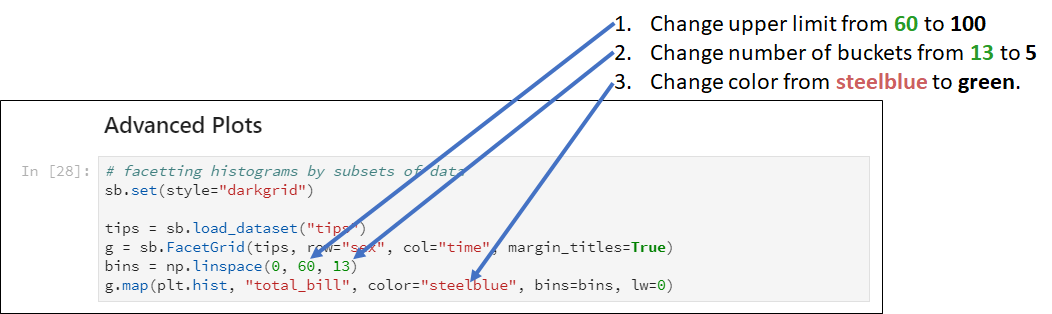 1. Change upper limit from 60 to 100
2. Change number of buckets from 13 to 5
3. Change color from steelblue to green.
Advanced Plots
In [28]: # facetting histograms by subsets of data
sb.set(style="darkgrid")
tips = sb.load_dataset("tips")
g = sb.FacetGrid(tips, row="sex", col="time", margin_titles=True)
bins = np.linspace(0, 60, 13)
g.map(plt.hist, "total_bill", color="steelblue", bins=bins, lw=0)